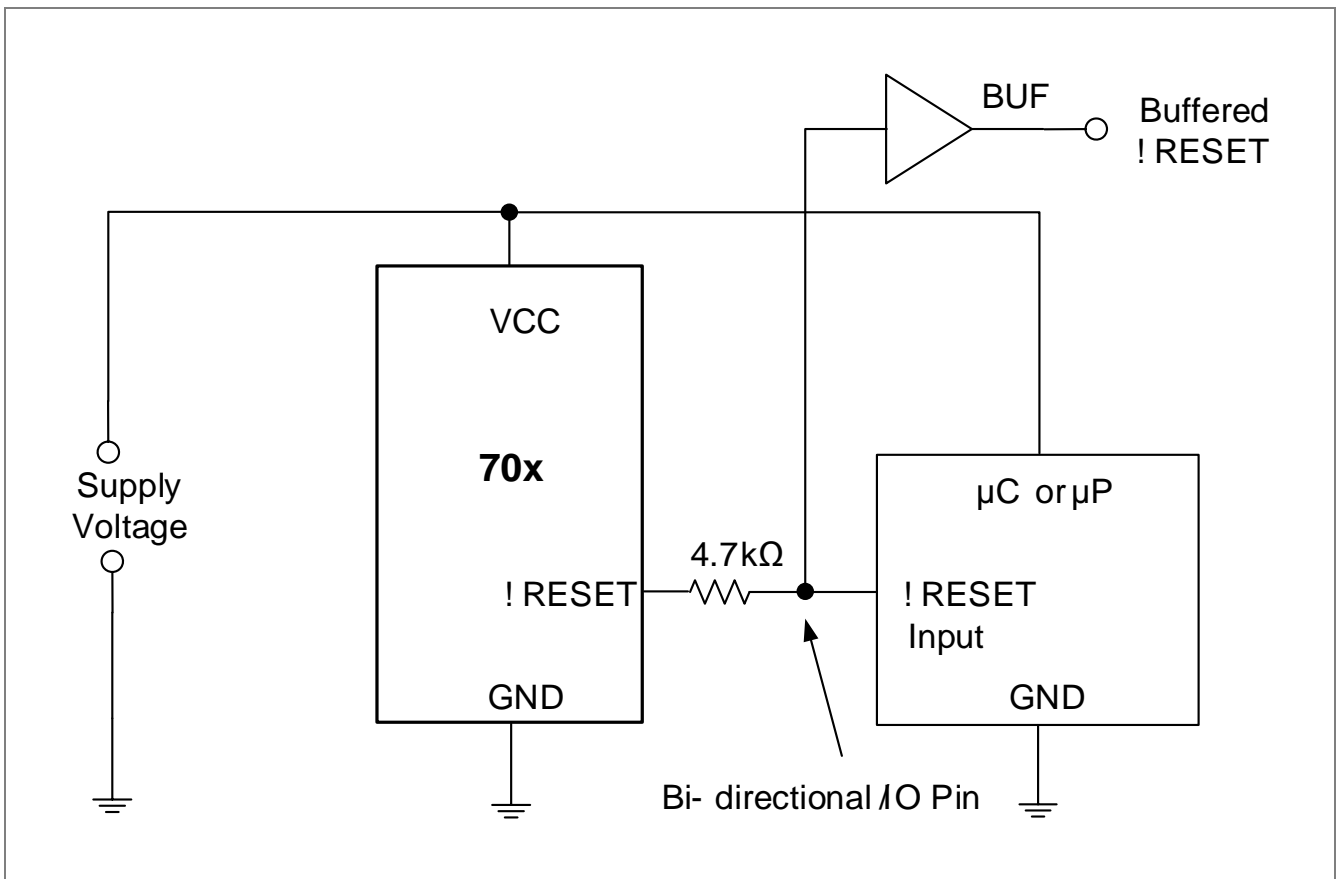 BUF
Buffered
! RESET
VCC
70x
Supply
Voltage
µC or µP
4.7kΩ
! RESET
! RESET
Input
GND
GND
Bi- directional /IO Pin